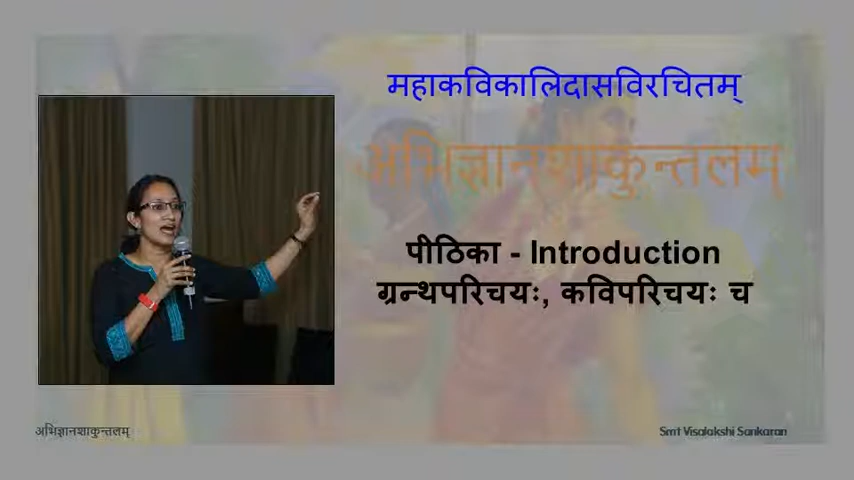 महाकविकालिदासविरचितम्
अभिज्ञानशाकुन्तलम्
पीठिका - Introduction
ग्रन्थपरिचयः, कविपरिचयः च
अभिज्ञानशाकुन्तलम्
Smt Visalakshi Sankaran